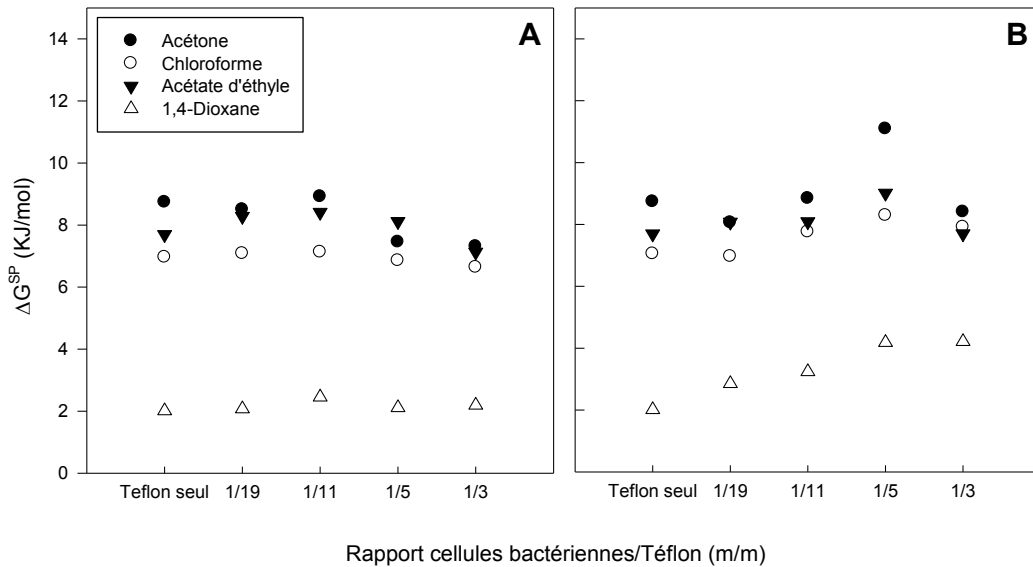 14
12
10
8
6
4
2
0
ΔG^SP (KJ/mol)
Acétone
Chloroforme
Acétate d'éthyle
1,4-Dioxane
A
B
Teflon seul 1/19 1/11 1/5 1/3
Teflon seul 1/19 1/11 1/5 1/3
Rapport cellules bactériennes/Téflon (m/m)